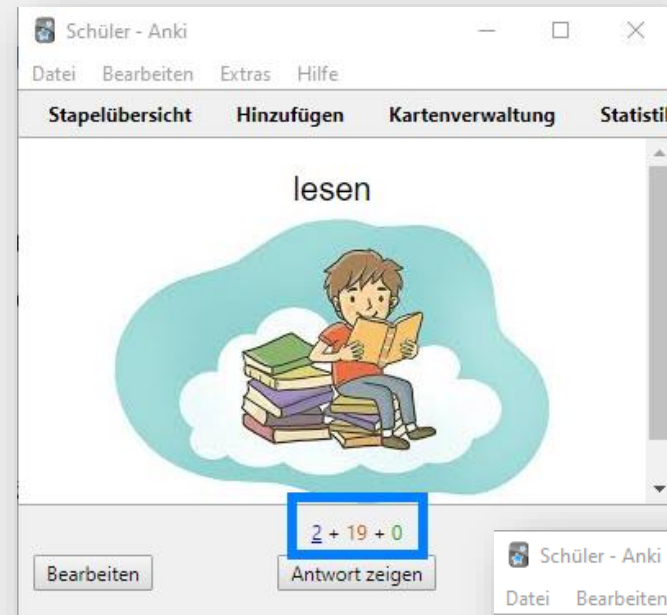 Schüler - Anki
Datei Bearbeiten Extras Hilfe
Stapelübersicht Hinzufügen Kartenverwaltung Statistil
lesen
2 + 19 + 0
Bearbeiten Antwort zeigen
Schüler - Anki
Datei Bearbeiten